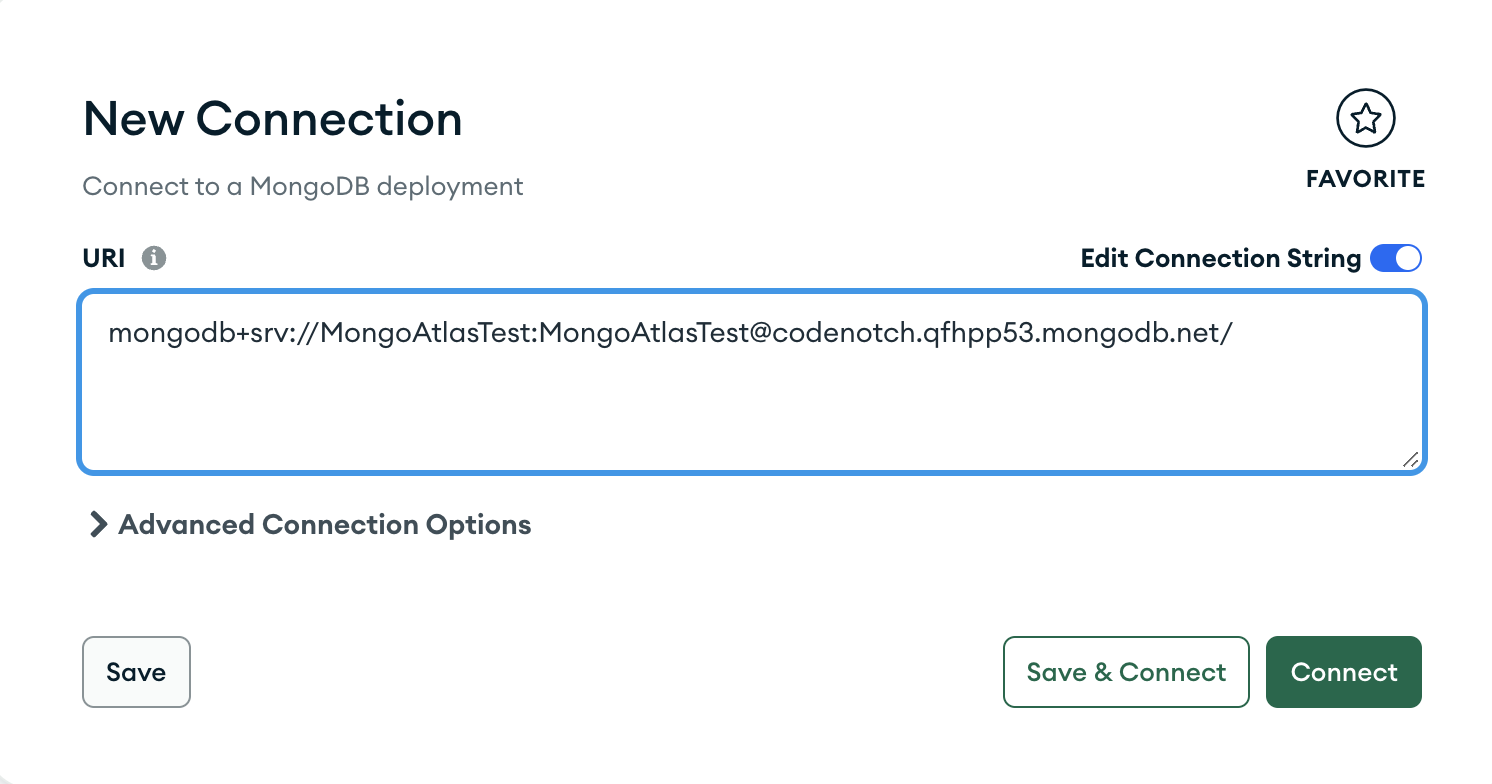 New Connection
FAVORITE
Connect to a MongoDB deployment
URI
Edit Connection String
mongodb+srv://MongoAtlasTest:MongoAtlasTest@codenotch.qfhpp53.mongodb.net/
Advanced Connection Options
Save
Save & Connect
Connect